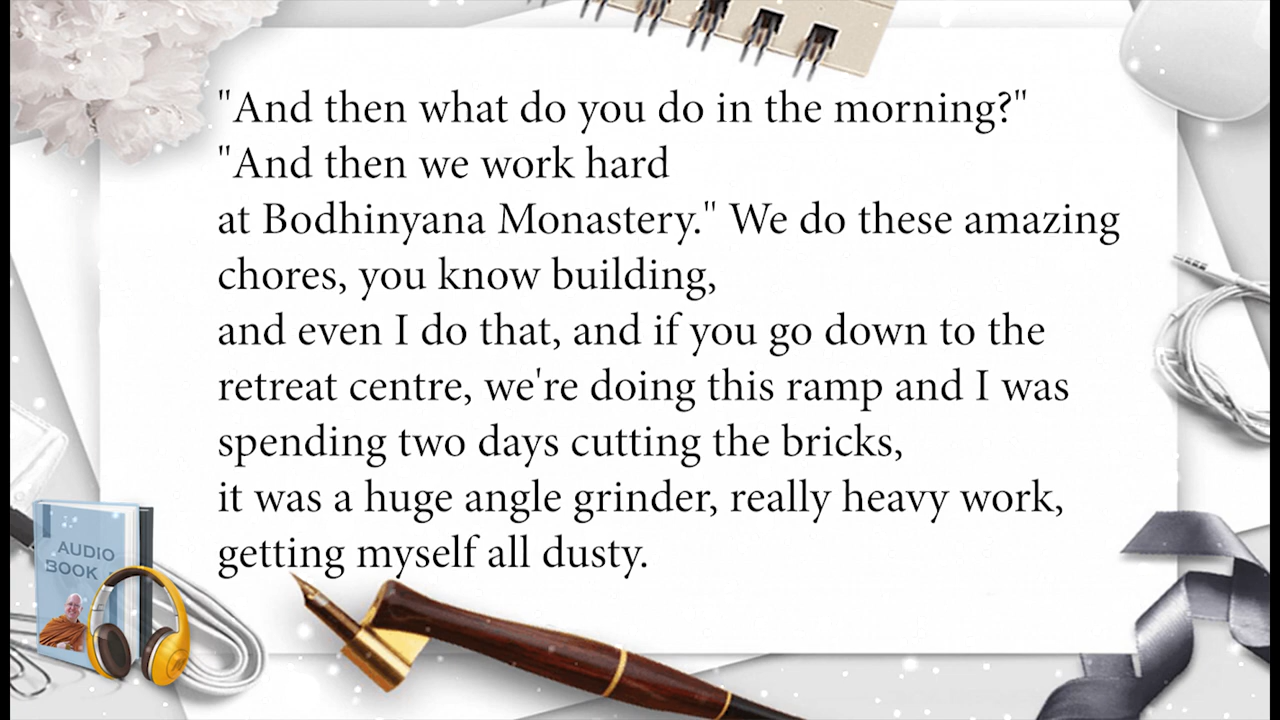 "And then what do you do in the morning?"
"And then we work hard
at Bodhinyana Monastery." We do these amazing
chores, you know building,
and even I do that, and if you go down to the
retreat centre, we're doing this ramp and I was
spending two days cutting the bricks,
it was a huge angle grinder, really heavy work,
getting myself all dusty.
AUDIO
BOOK